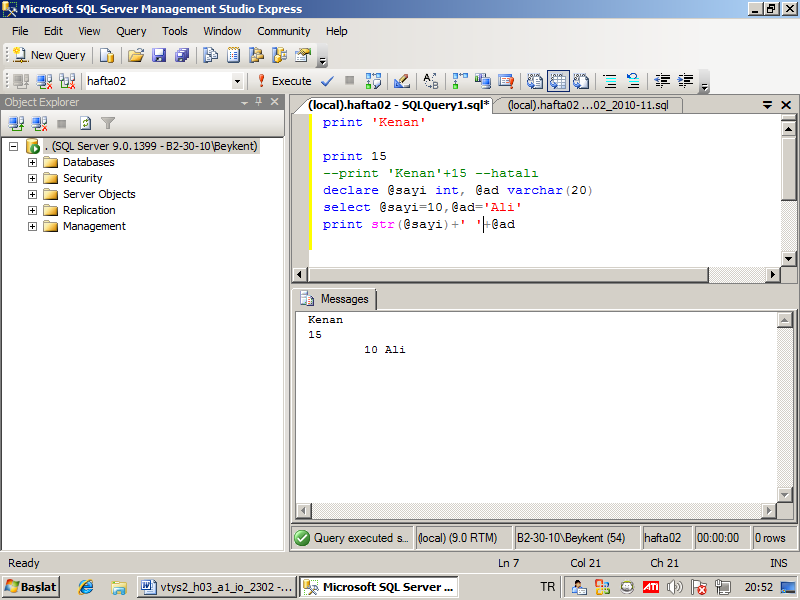 Microsoft SQL Server Management Studio Express
File Edit View Query Tools Window Community Help
New Query
hafta02 Execute
Object Explorer
. (SQL Server 9.0.1399 - B2-30-10\Beykent)
Databases
Security
Server Objects
Replication
Management
(local).hafta02 - SQLQuery1.sql* (local).hafta02 ...02_2010-11.sql
print 'Kenan'
print 15
--print 'Kenan'+15 --hatalı
declare @sayi int, @ad varchar(20)
select @sayi=10,@ad='Ali'
print str(@sayi)+' '+@ad
Messages
Kenan
15
10 Ali
Query executed s... (local) (9.0 RTM) B2-30-10\Beykent (54) hafta02 00:00:00 0 rows
Ready Ln 7 Col 21 Ch 21 INS
Başlat vtys2_h03_a1_io_2302 -... Microsoft SQL Server ... TR ATI 20:52